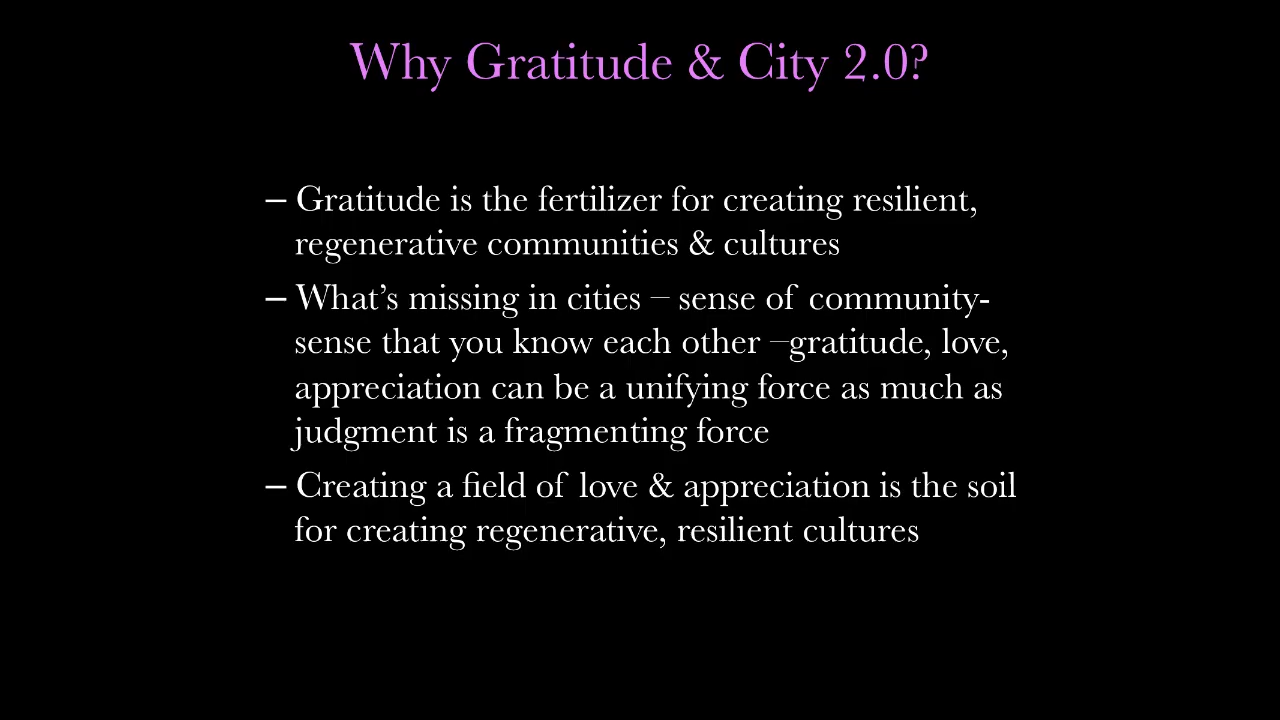 Why Gratitude & City 2.0?
– Gratitude is the fertilizer for creating resilient,
regenerative communities & cultures
– What’s missing in cities – sense of community-
sense that you know each other –gratitude, love,
appreciation can be a unifying force as much as
judgment is a fragmenting force
– Creating a field of love & appreciation is the soil
for creating regenerative, resilient cultures